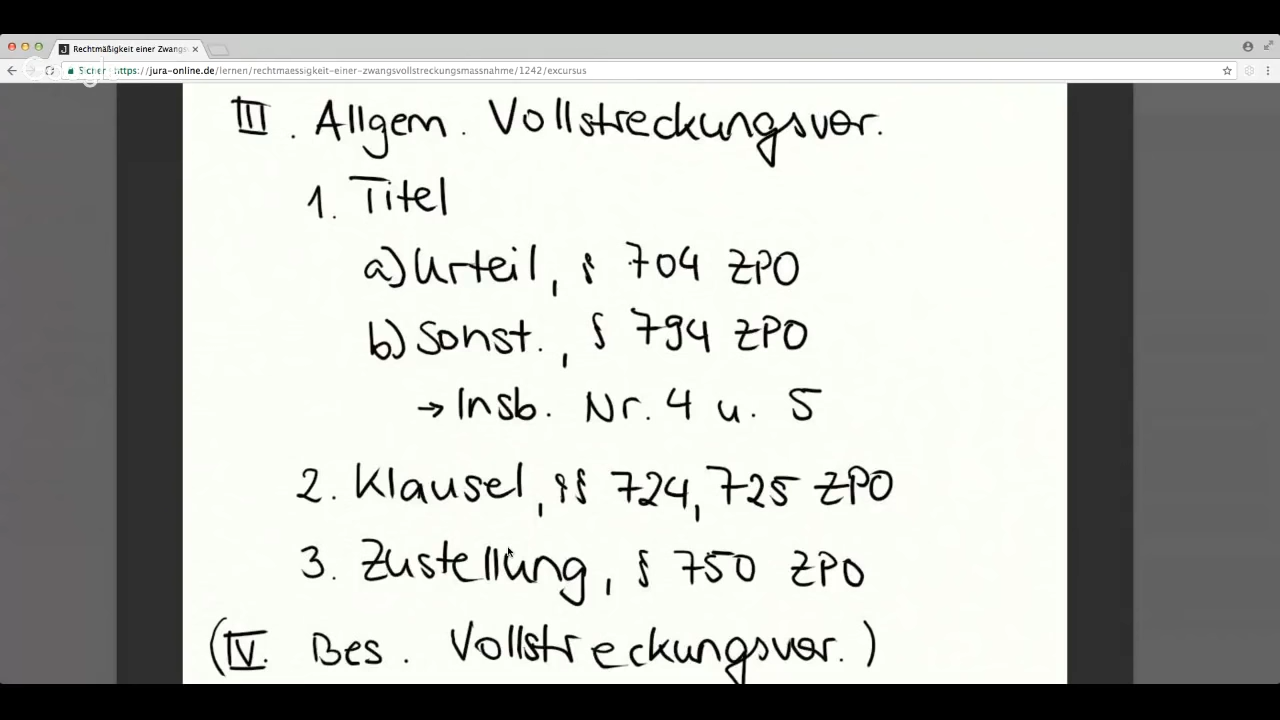 Rechtmäßigkeit einer Zwangs
Sicher https://jura-online.de/lernen/rechtmaessigkeit-einer-zwangsvollstreckungsmassnahme/1242/excursus
III. Allgem. Vollstreckungsvor.
1. Titel
a) Urteil, § 704 ZPO
b) Sonst., § 794 ZPO
→ Insb. Nr. 4 u. 5
2. Klausel, §§ 724, 725 ZPO
3. Zustellung, § 750 ZPO
(IV. Bes. Vollstreckungsvor.)